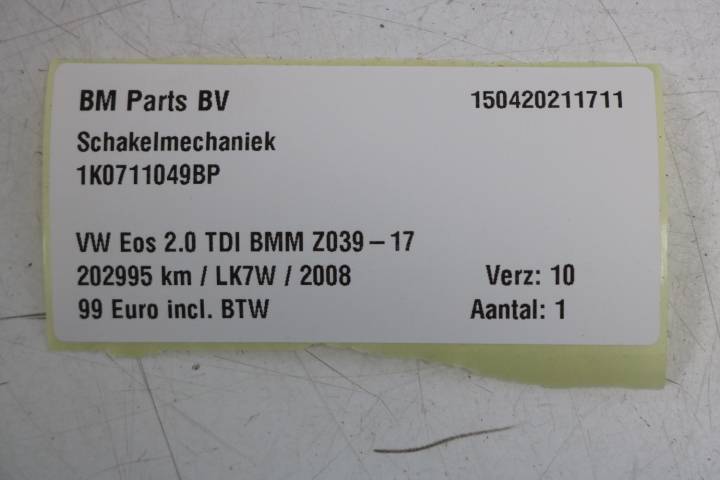 BM Parts BV 150420211711
Schakelmechaniek
1K0711049BP
VW Eos 2.0 TDI BMM Z039 – 17
202995 km / LK7W / 2008 Verz: 10
99 Euro incl. BTW Aantal: 1